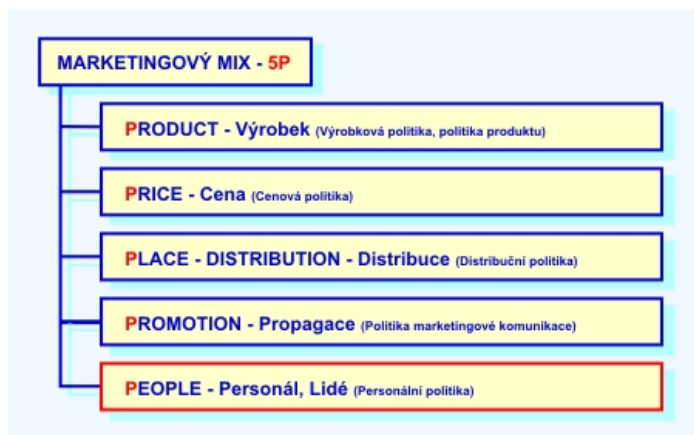 MARKETINGOVÝ MIX - 5P
PRODUCT - Výrobek (Výrobková politika, politika produktu)
PRICE - Cena (Cenová politika)
PLACE - DISTRIBUTION - Distribuce (Distribuční politika)
PROMOTION - Propagace (Politika marketingové komunikace)
PEOPLE - Personál, Lidé (Personální politika)